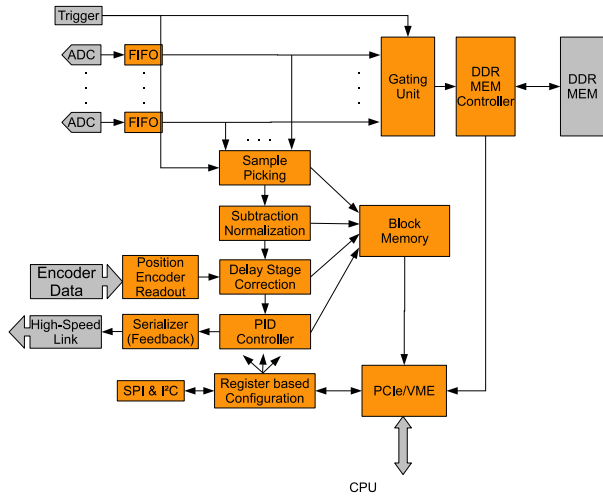 Trigger
ADC
FIFO
ADC
FIFO
Gating
Unit
DDR
MEM
Controller
DDR
MEM
Sample
Picking
Subtraction
Normalization
Block
Memory
Encoder
Data
Position
Encoder
Readout
Delay Stage
Correction
High-Speed
Link
Serializer
(Feedback)
PID
Controller
SPI & I²C
Register based
Configuration
PCIe/VME
CPU